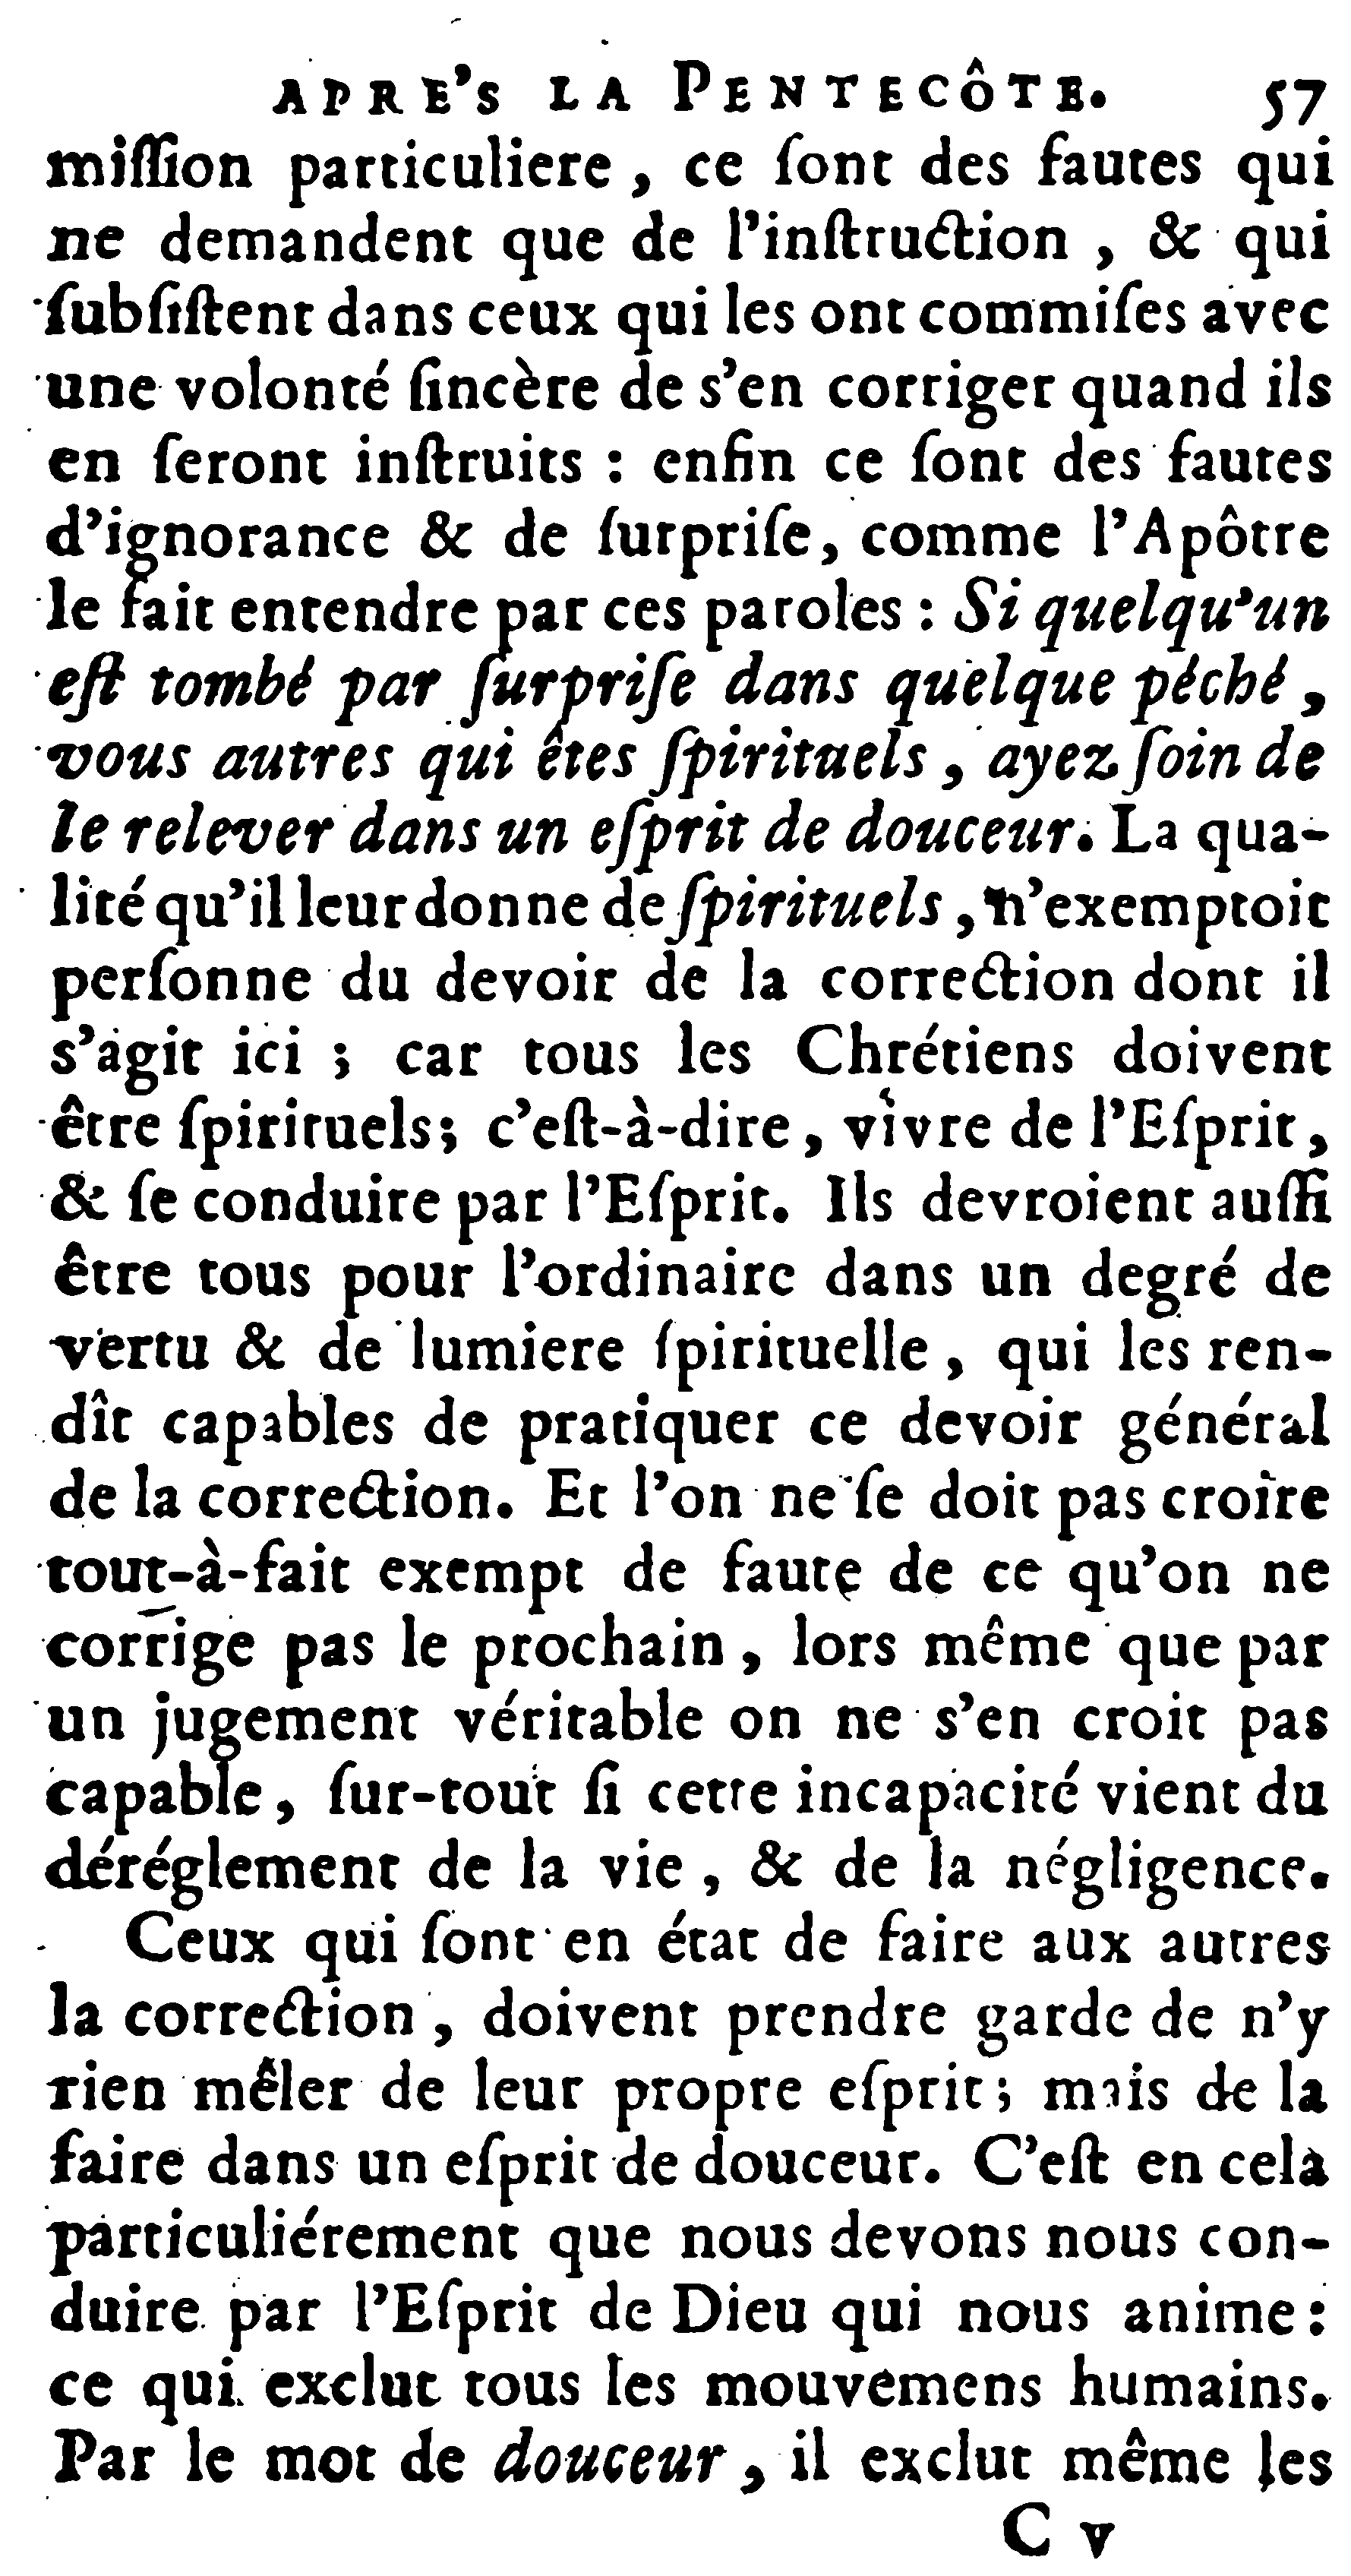 APRE'S LA PENTECÔTE. 57
miſſion particuliere, ce ſont des fautes qui
ne demandent que de l'inſtruction, & qui
ſubſiſtent dans ceux qui les ont commiſes avec
une volonté ſincère de s'en corriger quand ils
en ſeront inſtruits : enfin ce ſont des fautes
d'ignorance & de ſurpriſe, comme l'Apôtre
le fait entendre par ces paroles : Si quelqu'un
eſt tombé par ſurpriſe dans quelque péché,
vous autres qui êtes ſpirituels, ayez ſoin de
le relever dans un eſprit de douceur. La qua-
lité qu'il leur donne de ſpirituels, n'exemptoit
perſonne du devoir de la correction dont il
s'agit ici ; car tous les Chrétiens doivent
être ſpirituels; c'eſt-à-dire, vivre de l'Eſprit,
& ſe conduire par l'Eſprit. Ils devroient auſſi
être tous pour l'ordinaire dans un degré de
vertu & de lumiere ſpirituelle, qui les ren-
dît capables de pratiquer ce devoir général
de la correction. Et l'on ne ſe doit pas croire
tout-à-fait exempt de faute de ce qu'on ne
corrige pas le prochain, lors même que par
un jugement véritable on ne s'en croit pas
capable, ſur-tout ſi cette incapacité vient du
déréglement de la vie, & de la négligence.
Ceux qui ſont en état de faire aux autres
la correction, doivent prendre garde de n'y
rien mêler de leur propre eſprit; mais de la
faire dans un eſprit de douceur. C'eſt en cela
particuliérement que nous devons nous con-
duire par l'Eſprit de Dieu qui nous anime :
ce qui exclut tous les mouvemens humains.
Par le mot de douceur, il exclut même les
C v